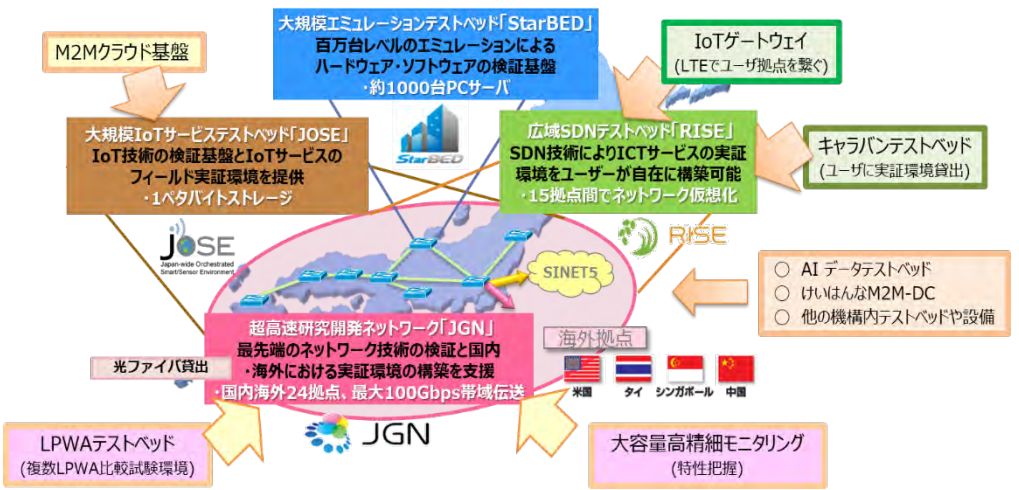 大規模エミュレーションテストベッド「StarBED」
百万台レベルのエミュレーションによる
ハードウェア・ソフトウェアの検証基盤
・約1000台PCサーバ
M2Mクラウド基盤
IoTゲートウェイ
(LTEでユーザ拠点を繋ぐ)
大規模IoTサービステストベッド「JOSE」
IoT技術の検証基盤とIoTサービスの
フィールド実証環境を提供
・1ペタバイトストレージ
StarBED
広域SDNテストベッド「RISE」
SDN技術によりICTサービスの実証
環境をユーザーが自在に構築可能
・15拠点間でネットワーク仮想化
キャラバンテストベッド
(ユーザに実証環境貸出)
JOSE
Japan-wide Orchestrated
Smart/Sensor Environment
RISE
SINET5
○ AI データテストベッド
○ けいはんなM2M-DC
○ 他の機構内テストベッドや設備
超高速研究開発ネットワーク「JGN」
最先端のネットワーク技術の検証と国内
・海外における実証環境の構築を支援
・国内海外24拠点、最大100Gbps帯域伝送
海外拠点
米国 タイ シンガポール 中国
光ファイバ貸出
JGN
LPWAテストベッド
(複数LPWA比較試験環境)
大容量高精細モニタリング
(特性把握)